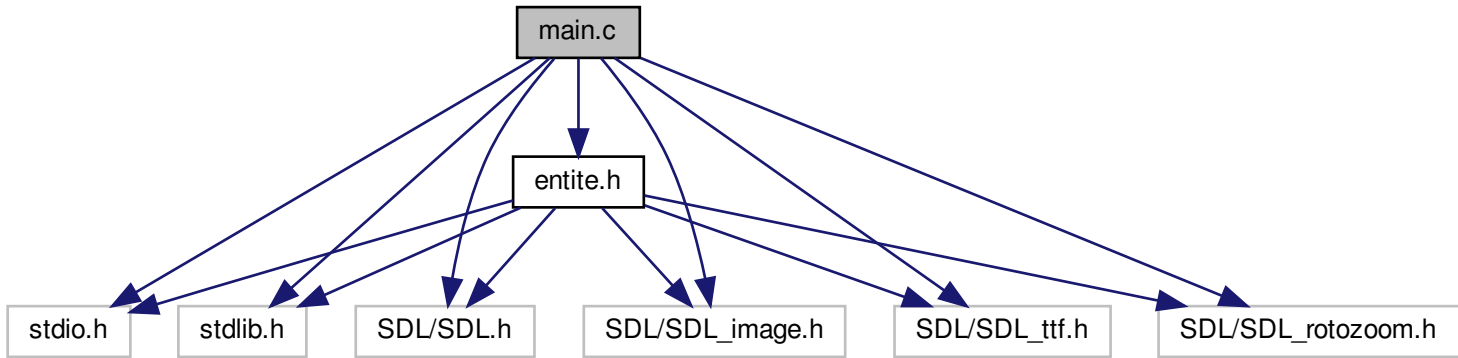 main.c
entite.h
stdio.h
stdlib.h
SDL/SDL.h
SDL/SDL_image.h
SDL/SDL_ttf.h
SDL/SDL_rotozoom.h